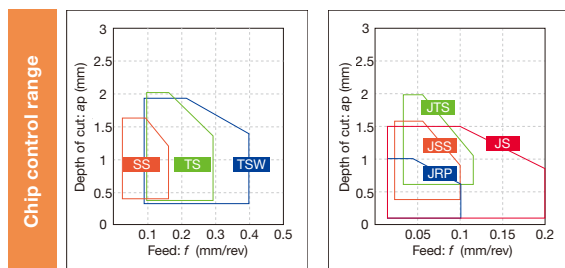 Chip control range
Depth of cut: ap (mm)
3
2.5
2
1.5
1
0.5
0
SS
TS
TSW
0.1
0.2
0.3
0.4
0.5
Feed: f (mm/rev)
Depth of cut: ap (mm)
3
2.5
2
1.5
1
0.5
0
JTS
JSS
JS
JRP
0.05
0.1
0.15
0.2
Feed: f (mm/rev)